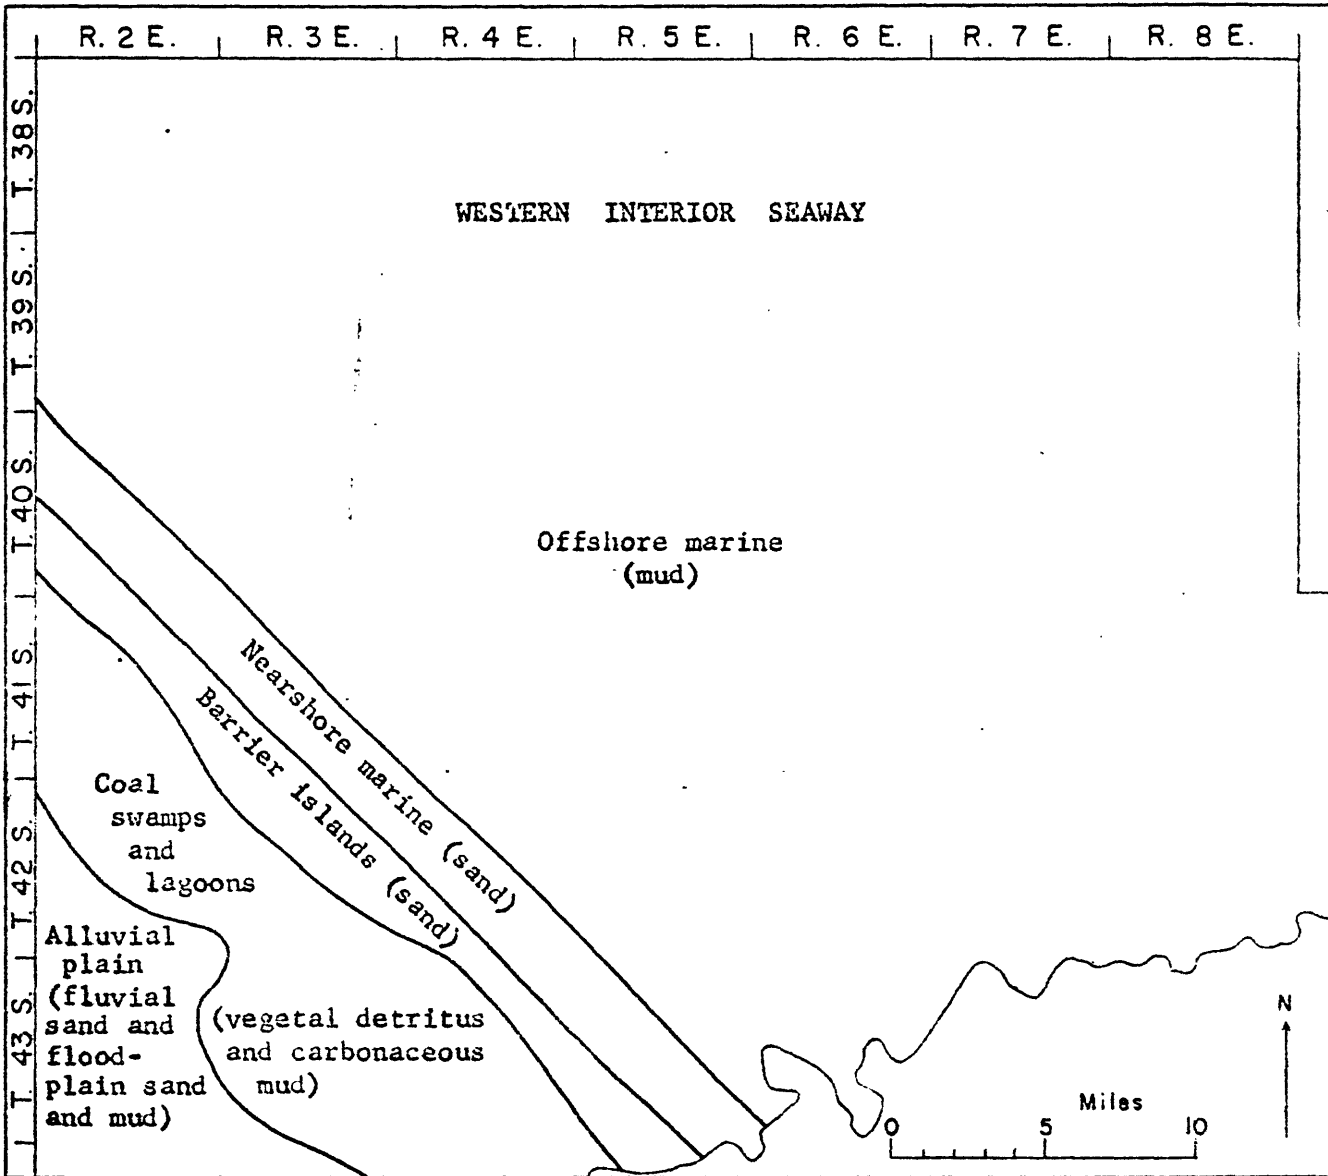 R. 2 E. R. 3 E. R. 4 E. R. 5 E. R. 6 E. R. 7 E. R. 8 E.
T. 38 S.
T. 39 S.
T. 40 S.
T. 41 S.
T. 42 S.
T. 43 S.
WESTERN INTERIOR SEAWAY
Offshore marine
(mud)
Nearshore marine (sand)
Barrier islands (sand)
Coal
swamps
and
lagoons
(vegetal detritus
and carbonaceous
mud)
Alluvial
plain
(fluvial
sand and
flood-
plain sand
and mud)
N
Miles
0 5 10